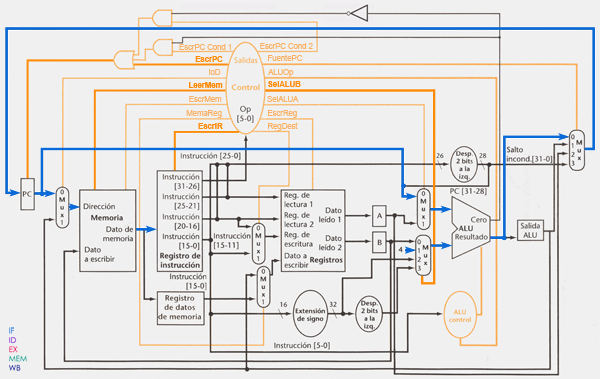 EscrPC Cond 1
EscrPC Cond 2
EscrPC
Salidas
FuentePC
IoD
ALUOp
LeerMem
SelALUB
EscrMem
Control
SelALUA
MemaReg
EscrReg
EscrIR
Op
[5-0]
RegDest
Instrucción [25-0]
26
Desp.
2 bits
a la
izq.
28
Salto
incond.[31-0]
0
1
2
3
Mux
PC [31-28]
PC
0
Mux
1
Dirección
Memoria
Dato de
memoria
Dato
a escribir
Instrucción
[31-26]
Instrucción
[25-21]
Instrucción
[20-16]
Instrucción
[15-0]
Registro de
instrucción
Instrucción
[15-0]
Registro
de datos
de memoria
Instrucción
[15-11]
0
Mux
1
0
Mux
1
Reg. de
lectura 1
Reg. de
lectura 2
Reg. de
escritura
Dato a
escribir
Dato
leído 1
Dato
leído 2
Registros
A
B
0
Mux
1
4
0
1
2
3
Mux
Cero
ALU
Resultado
Salida
ALU
16
Extensión
de signo
32
Desp.
2 bits
a la
izq.
ALU
control
Instrucción [5-0]
IF
ID
EX
MEM
WB